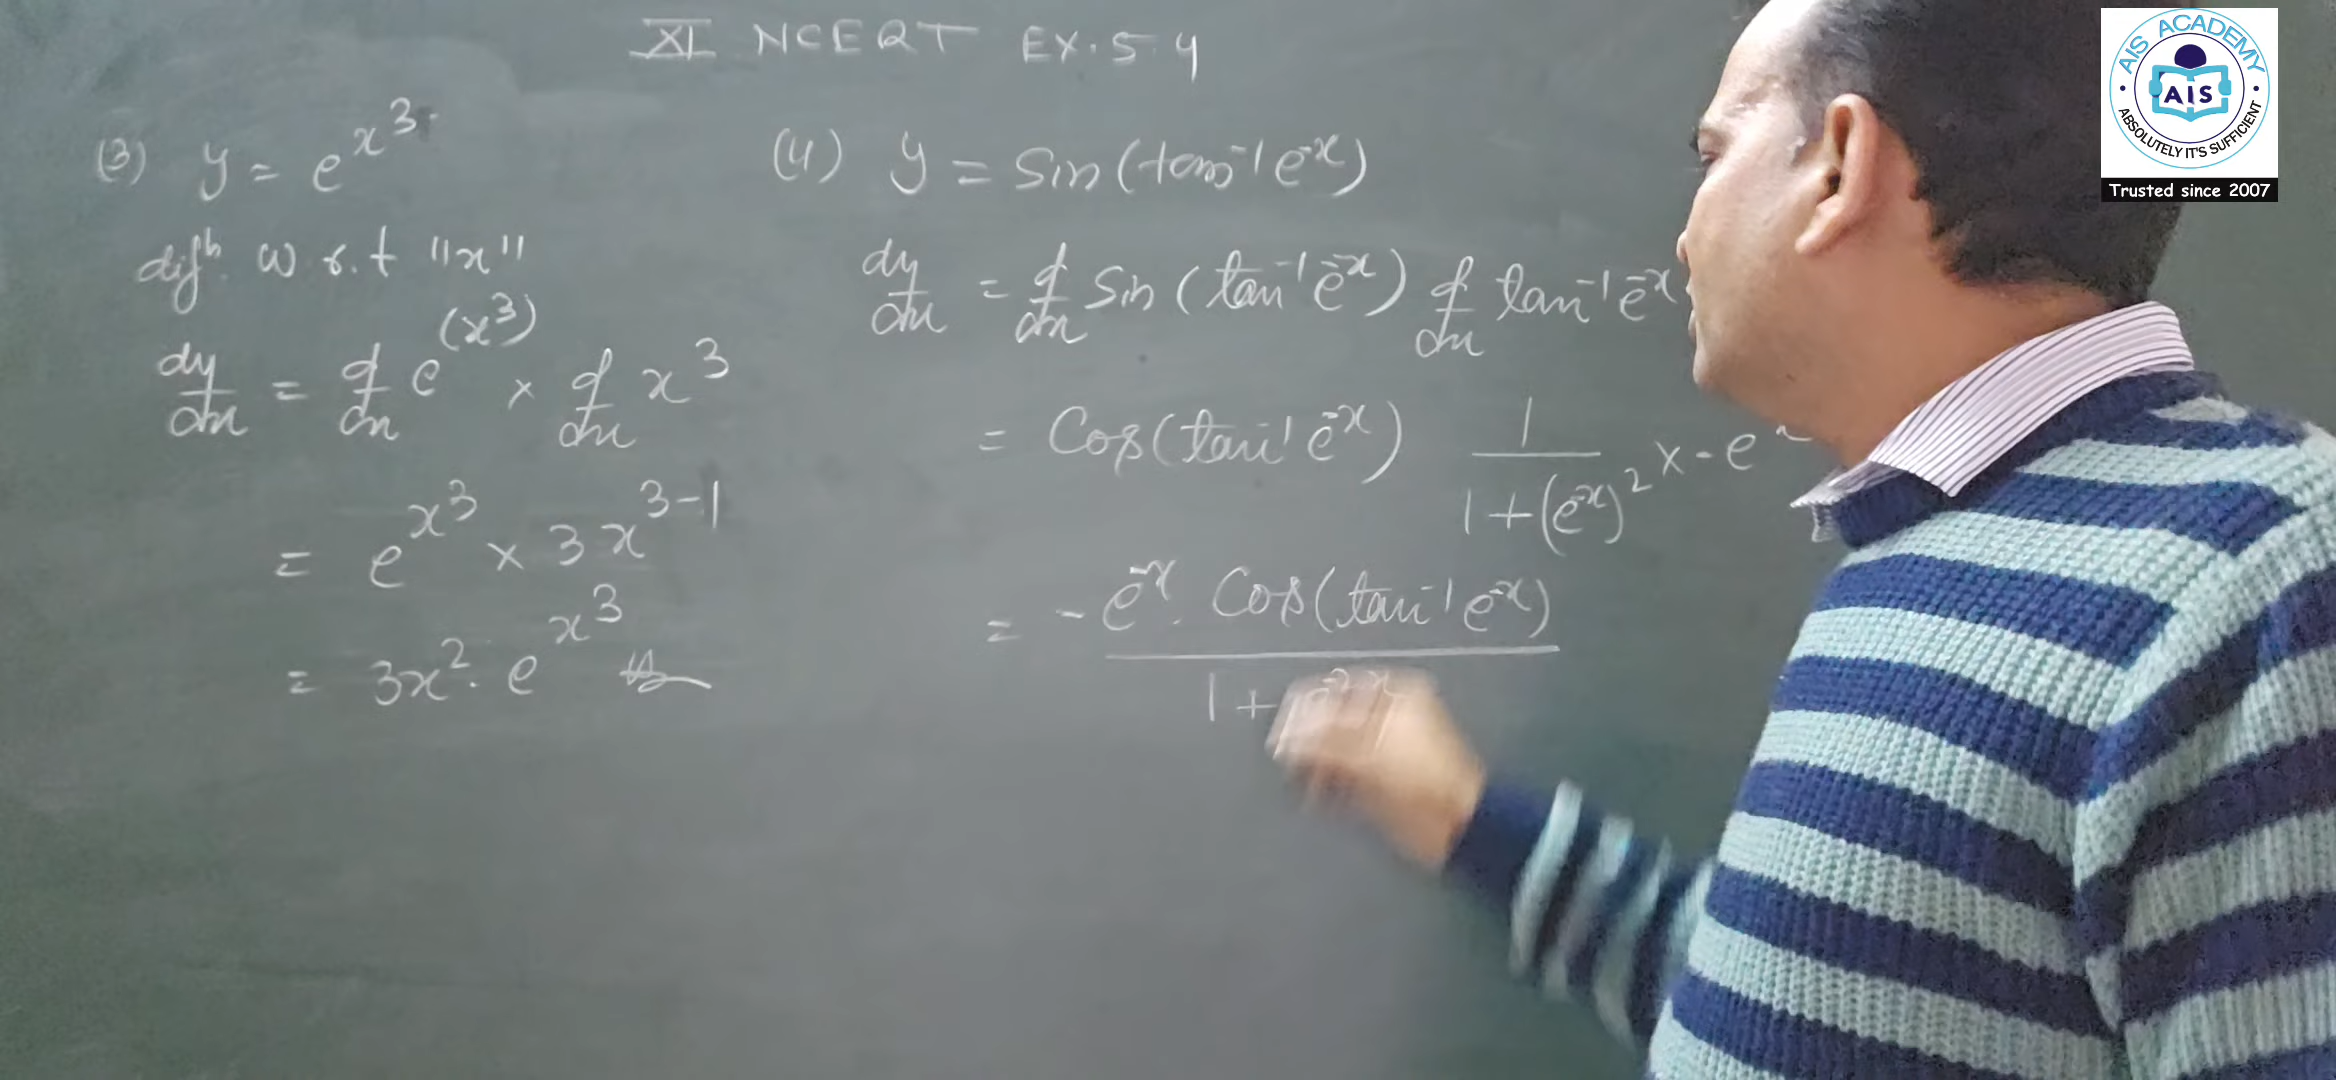 XI NCERT EX. 5.4
(3) y = e^x^3
diffⁿ. w.r.t "x"
dy/dx = d/dx e^(x^3) × d/dx x^3
= e^x^3 × 3x^3-1
= 3x^2. e^x^3
(4) y = Sin(tan^-1 e^-x)
dy/dx = d/dx Sin(tan^-1 e^-x) d/dx tan^-1 e^-x
= Cos(tan^-1 e^-x) 1/1+(e^-x)^2 x - e
= -e^-x. Cos(tan^-1 e^-x)
1 + e^-2x
AIS ACADEMY
AIS
ABSOLUTELY IT'S SUFFICIENT
Trusted since 2007